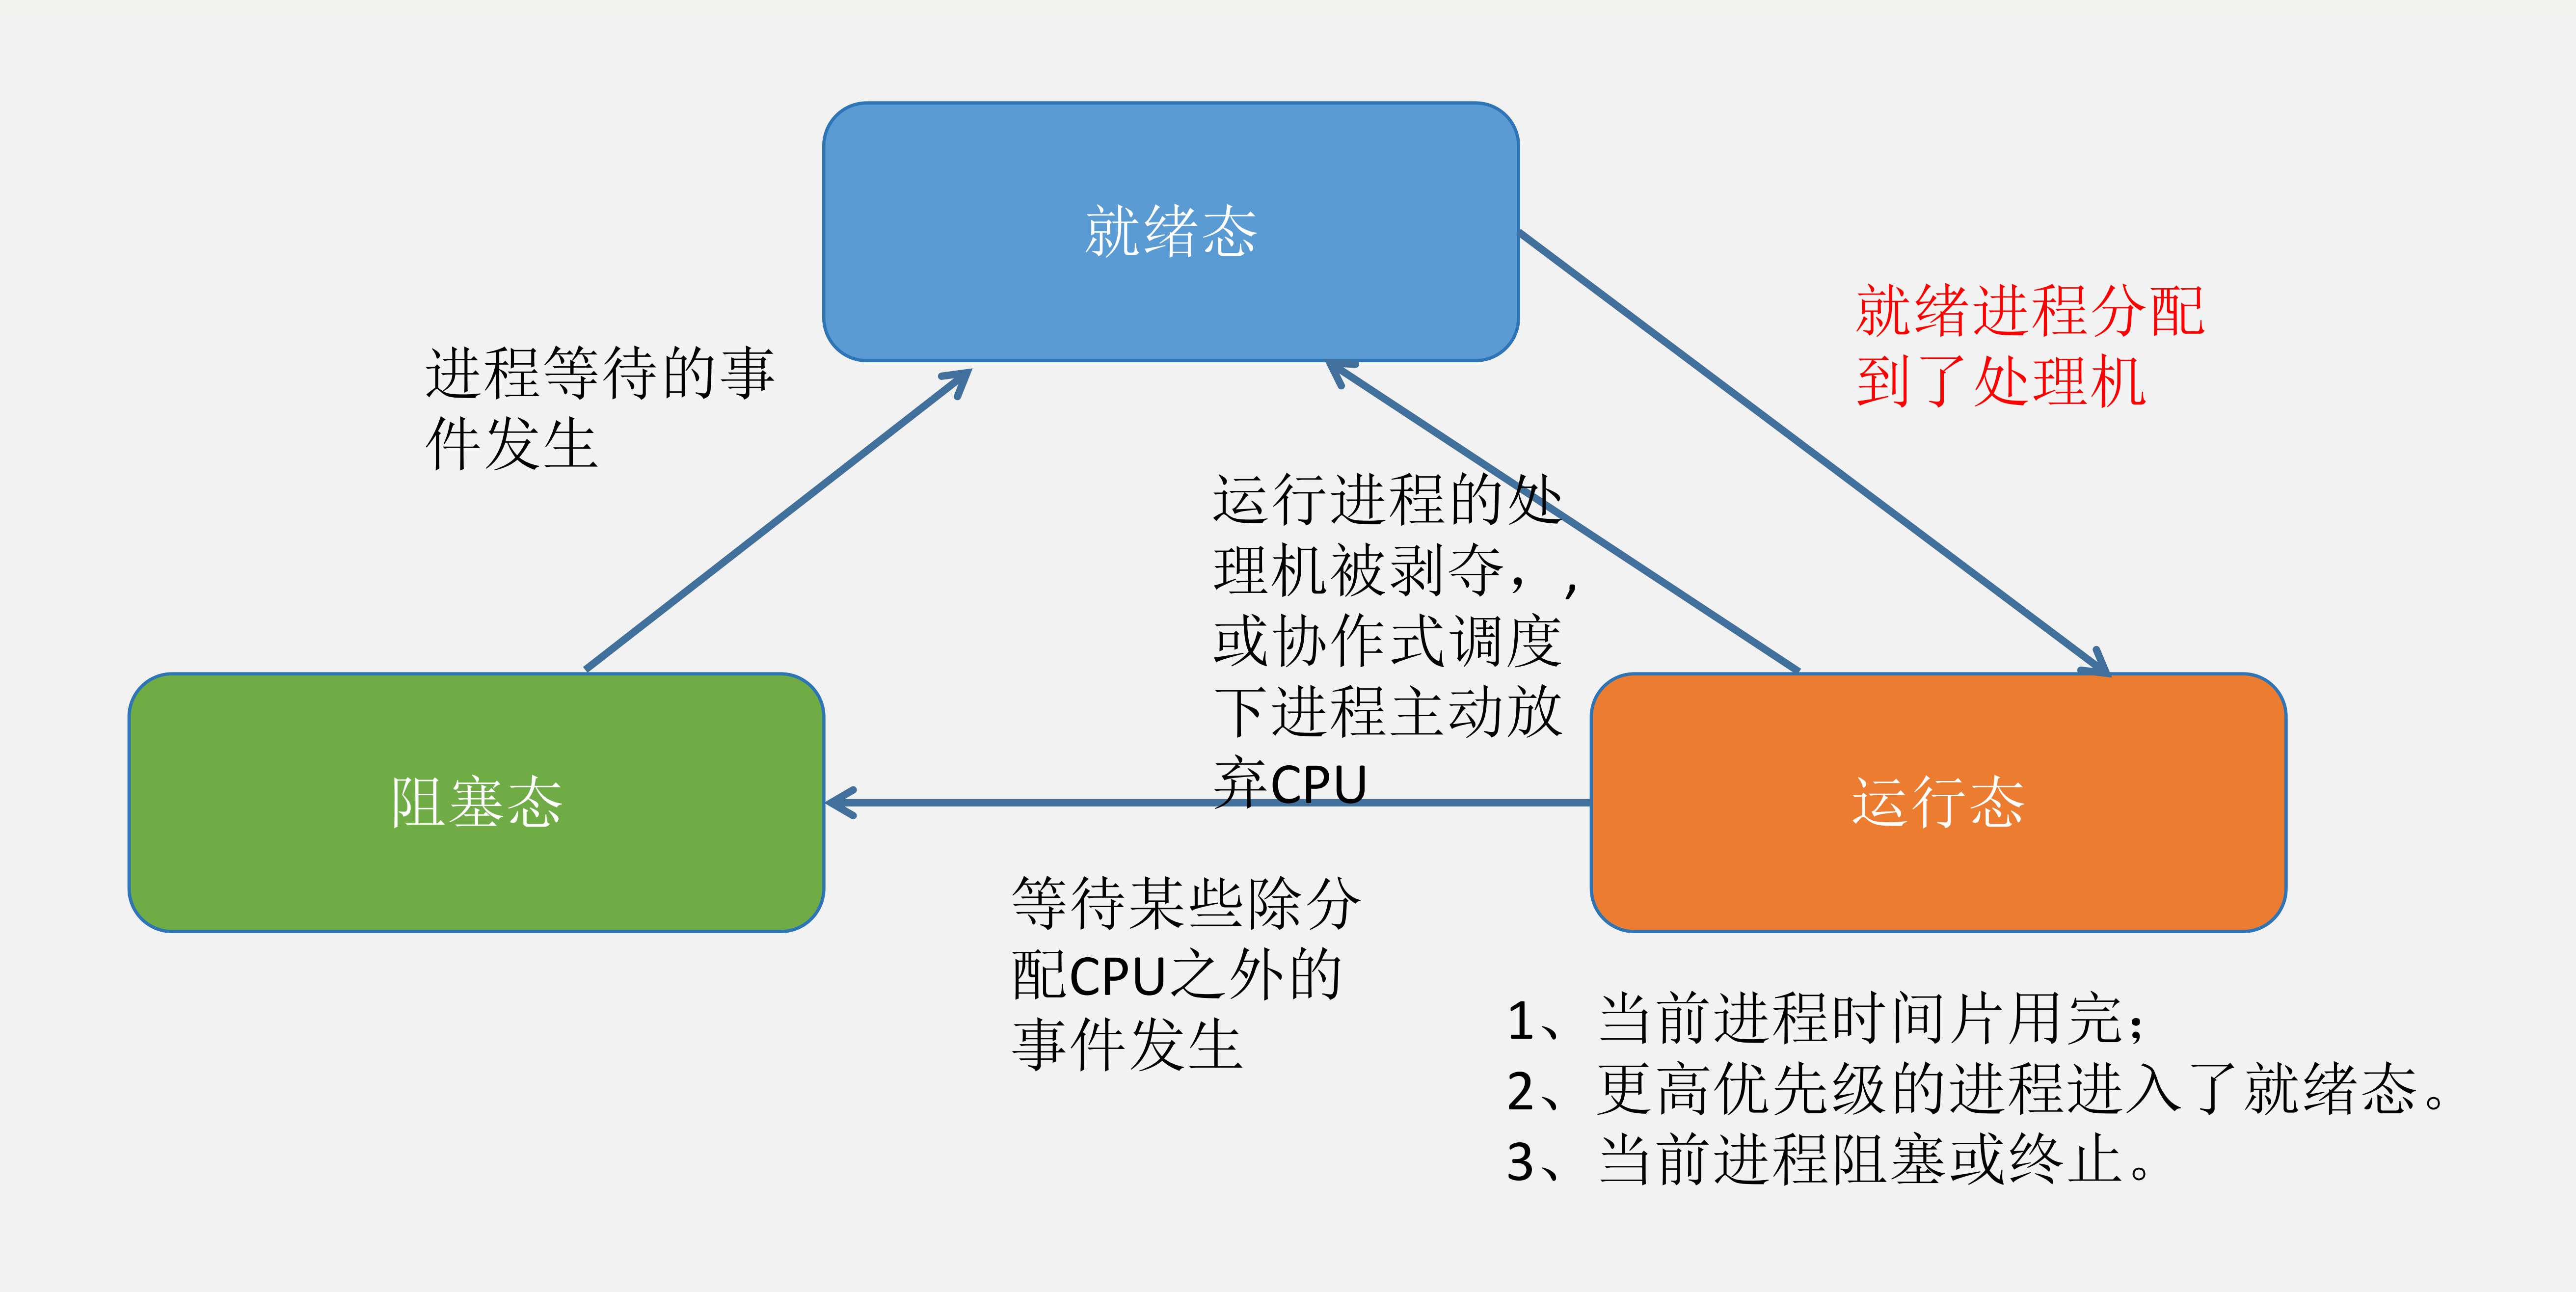 就绪态
就绪进程分配
到了处理机
进程等待的事
件发生
运行进程的处
理机被剥夺，,
或协作式调度
下进程主动放
弃CPU
阻塞态
运行态
等待某些除分
配CPU之外的
事件发生
1、当前进程时间片用完；
2、更高优先级的进程进入了就绪态。
3、当前进程阻塞或终止。